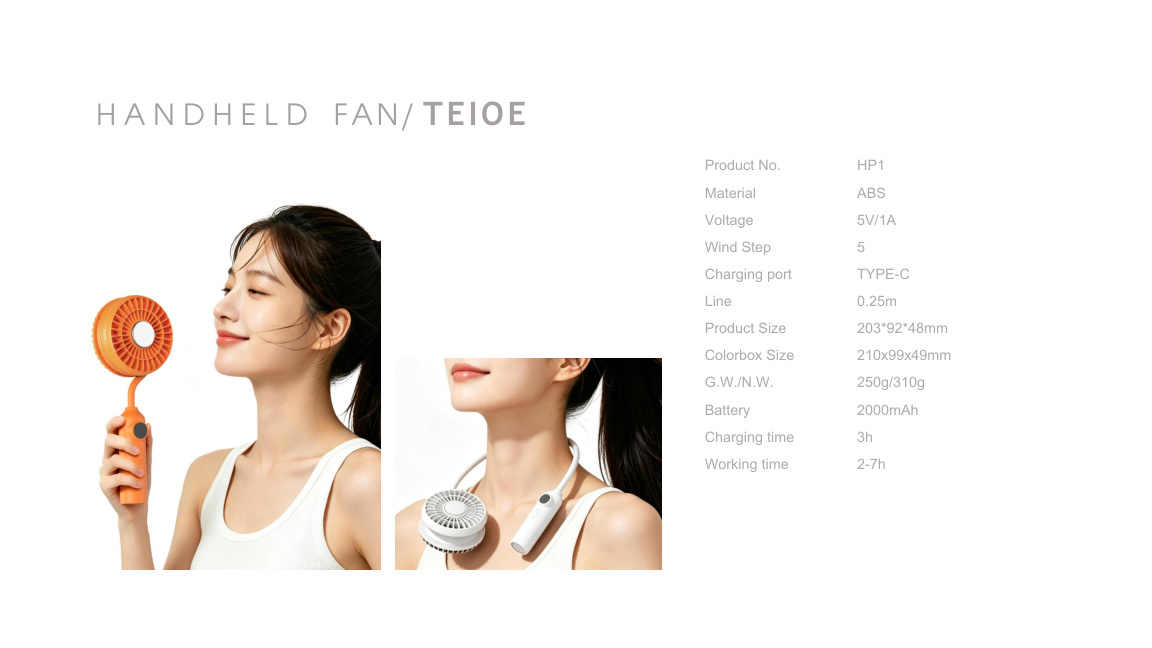 HANDHELD FAN/ TEIOE
Product No. HP1
Material ABS
Voltage 5V/1A
Wind Step 5
Charging port TYPE-C
Line 0.25m
Product Size 203*92*48mm
Colorbox Size 210x99x49mm
G.W./N.W. 250g/310g
Battery 2000mAh
Charging time 3h
Working time 2-7h